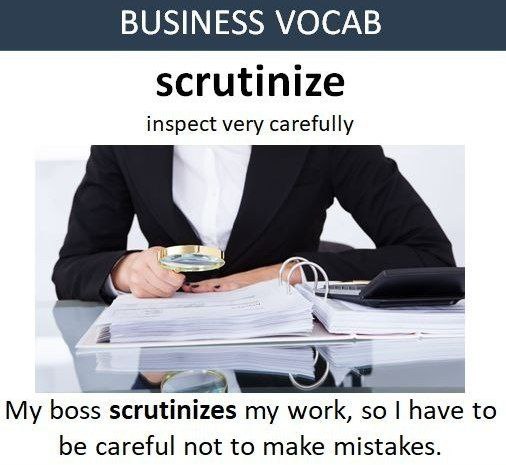 BUSINESS VOCAB
scrutinize
inspect very carefully
My boss scrutinizes my work, so I have to
be careful not to make mistakes.